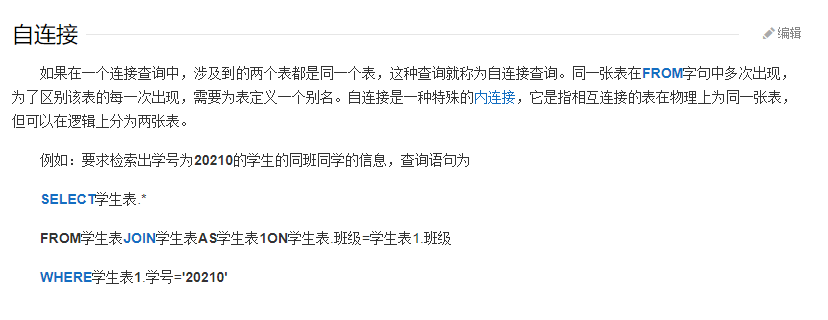 自连接
编辑
如果在一个连接查询中，涉及到的两个表都是同一个表，这种查询就称为自连接查询。同一张表在FROM字句中多次出现，
为了区别该表的每一次出现，需要为表定义一个别名。自连接是一种特殊的内连接，它是指相互连接的表在物理上为同一张表，
但可以在逻辑上分为两张表。
例如：要求检索出学号为20210的学生的同班同学的信息，查询语句为
SELECT学生表.*
FROM学生表JOIN学生表AS学生表1ON学生表.班级=学生表1.班级
WHERE学生表1.学号='20210'